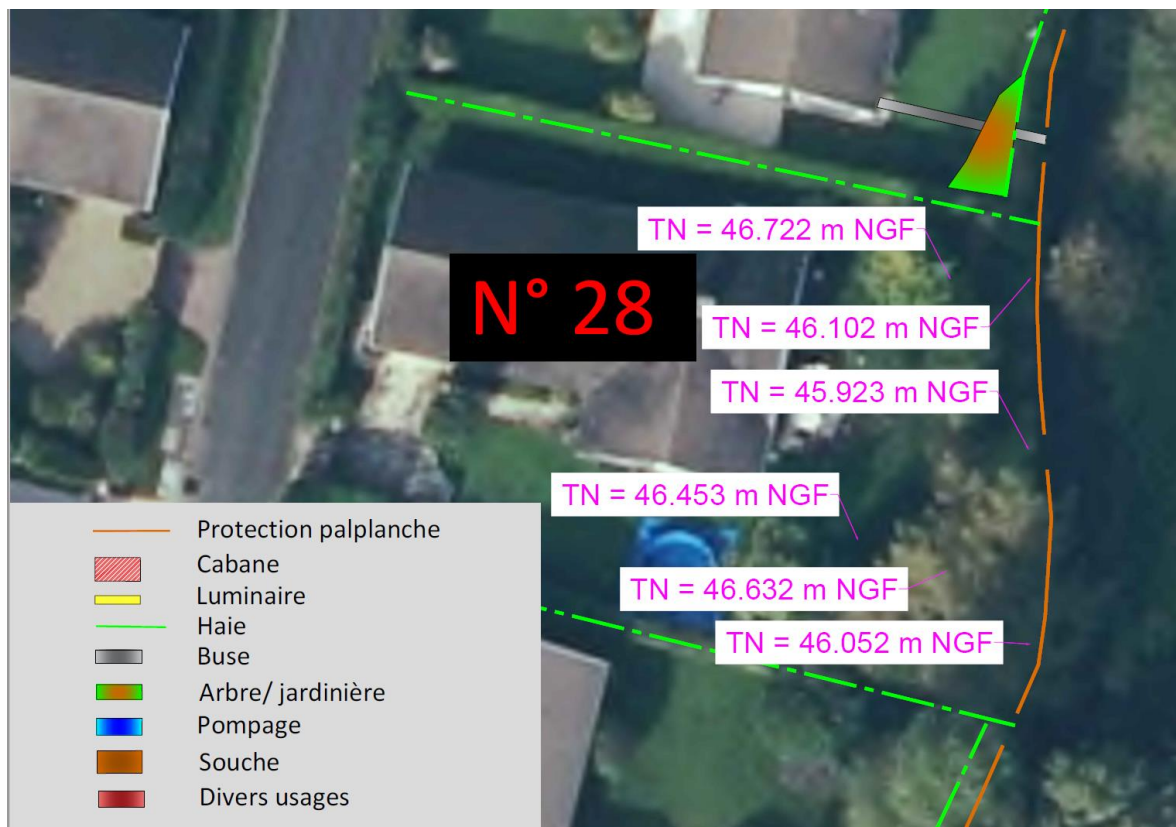 TN = 46.722 m NGF
N° 28
TN = 46.102 m NGF
TN = 45.923 m NGF
TN = 46.453 m NGF
TN = 46.632 m NGF
TN = 46.052 m NGF
Protection palplanche
Cabane
Luminaire
Haie
Buse
Arbre/ jardinière
Pompage
Souche
Divers usages